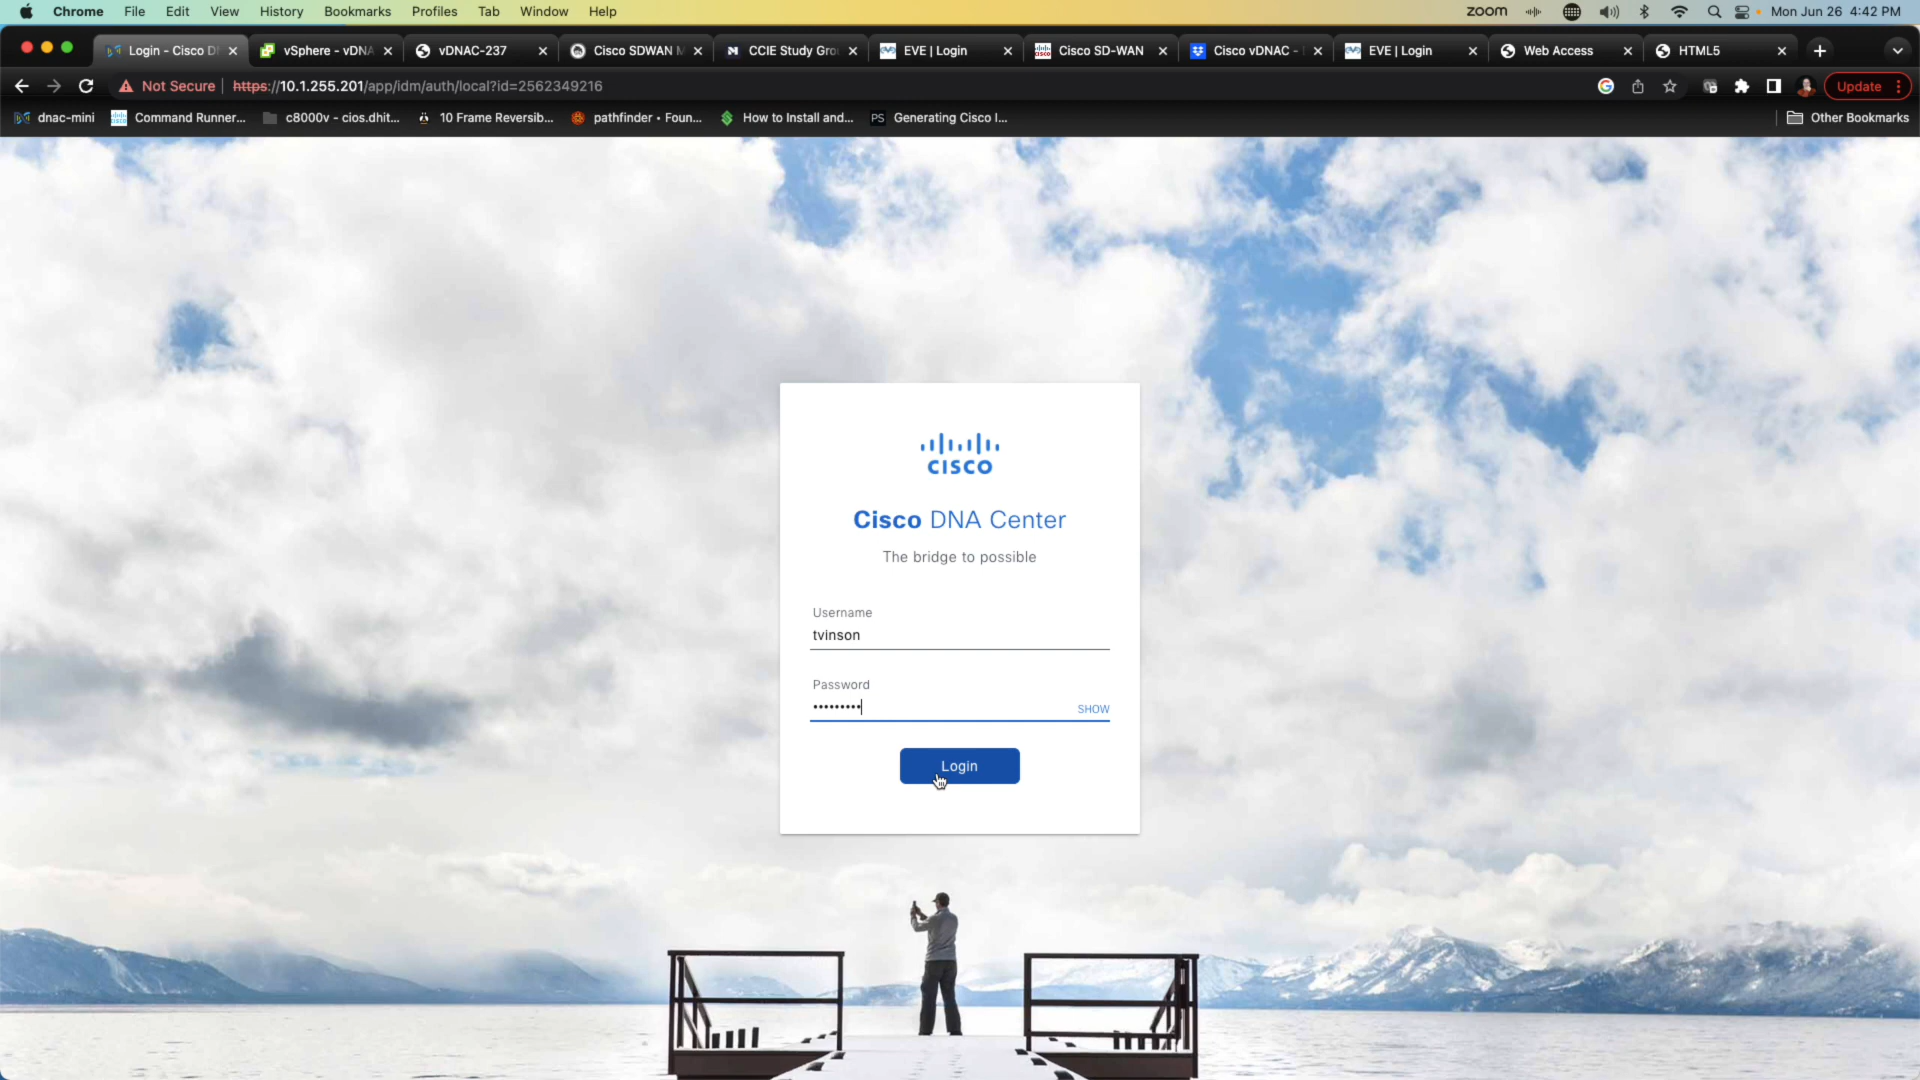 Chrome File Edit View History Bookmarks Profiles Tab Window Help zoom Mon Jun 26 4:42 PM
Login - Cisco D vSphere - vDNA vDNAC-237 Cisco SDWAN M CCIE Study Gro EVE | Login Cisco SD-WAN Cisco vDNAC - EVE | Login Web Access HTML5
Not Secure https://10.1.255.201/app/idm/auth/local?id=2562349216 Update
dnac-mini Command Runner... c8000v - cios.dhit... 10 Frame Reversib... pathfinder • Foun... How to Install and... PS Generating Cisco I... Other Bookmarks
CISCO
Cisco DNA Center
The bridge to possible
Username
tvinson
Password
•••••••••
SHOW
Login